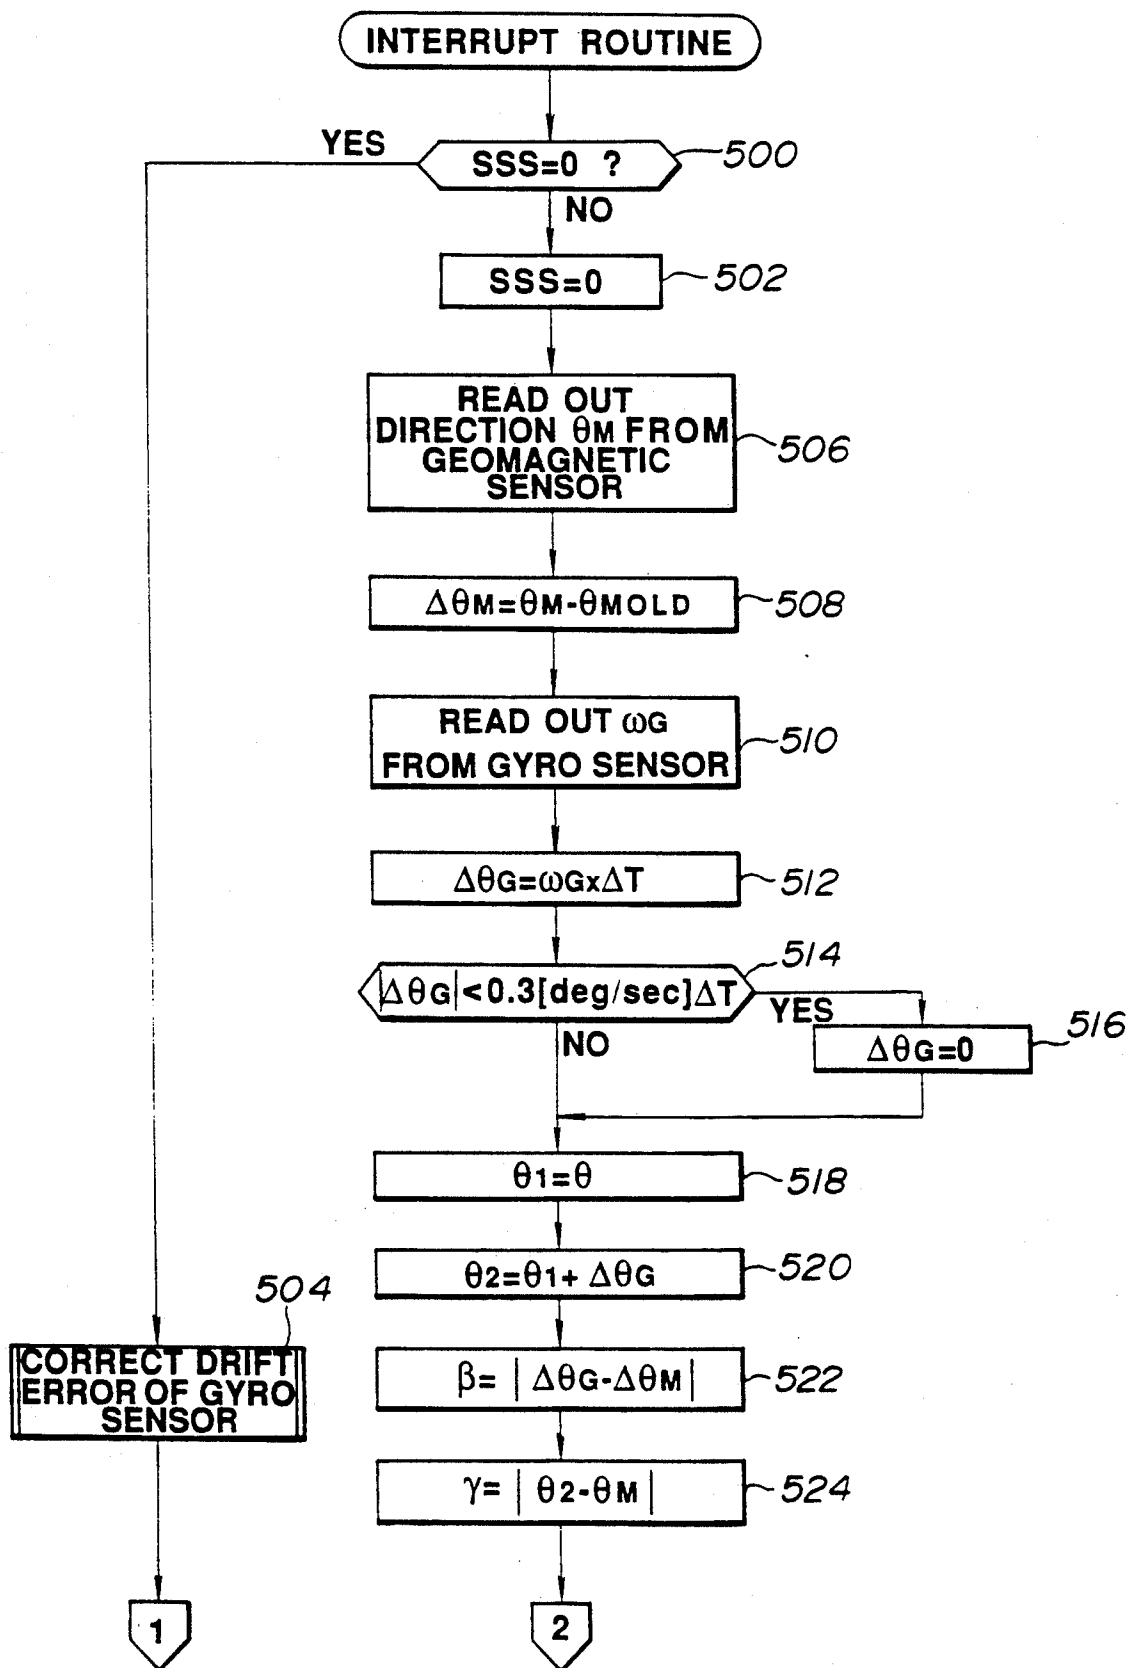 INTERRUPT ROUTINE
YES
SSS=0 ?
500
NO
SSS=0
502
READ OUT
DIRECTION θM FROM
GEOMAGNETIC
SENSOR
506
ΔθM=θM-θMOLD
508
READ OUT ωG
FROM GYRO SENSOR
510
ΔθG=ωGxΔT
512
514
|ΔθG|<0.3[deg/sec]ΔT
YES
NO
516
ΔθG=0
θ1=θ
518
θ2=θ1+ ΔθG
520
504
CORRECT DRIFT
ERROR OF GYRO
SENSOR
β= |ΔθG-ΔθM|
522
γ= |θ2-θM|
524
1
2